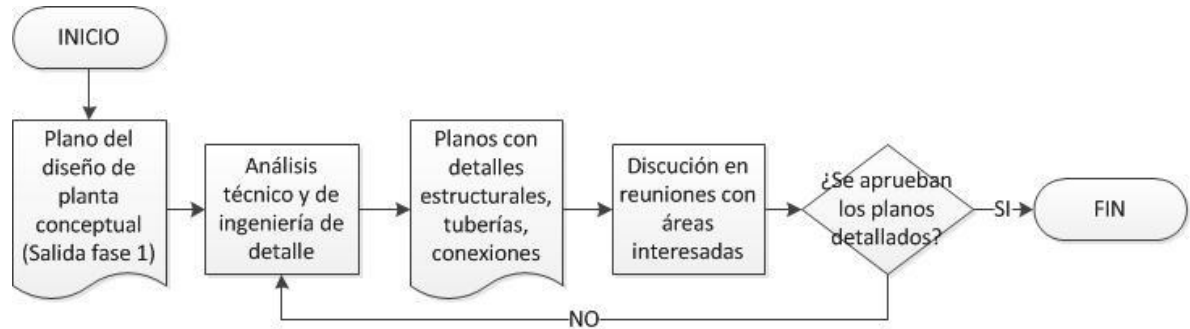 INICIO
Plano del
diseño de
planta
conceptual
(Salida fase 1)
Análisis
técnico y de
ingeniería de
detalle
Planos con
detalles
estructurales,
tuberías,
conexiones
Discución en
reuniones con
áreas
interesadas
¿Se aprueban
los planos
detallados?
SI
FIN
NO